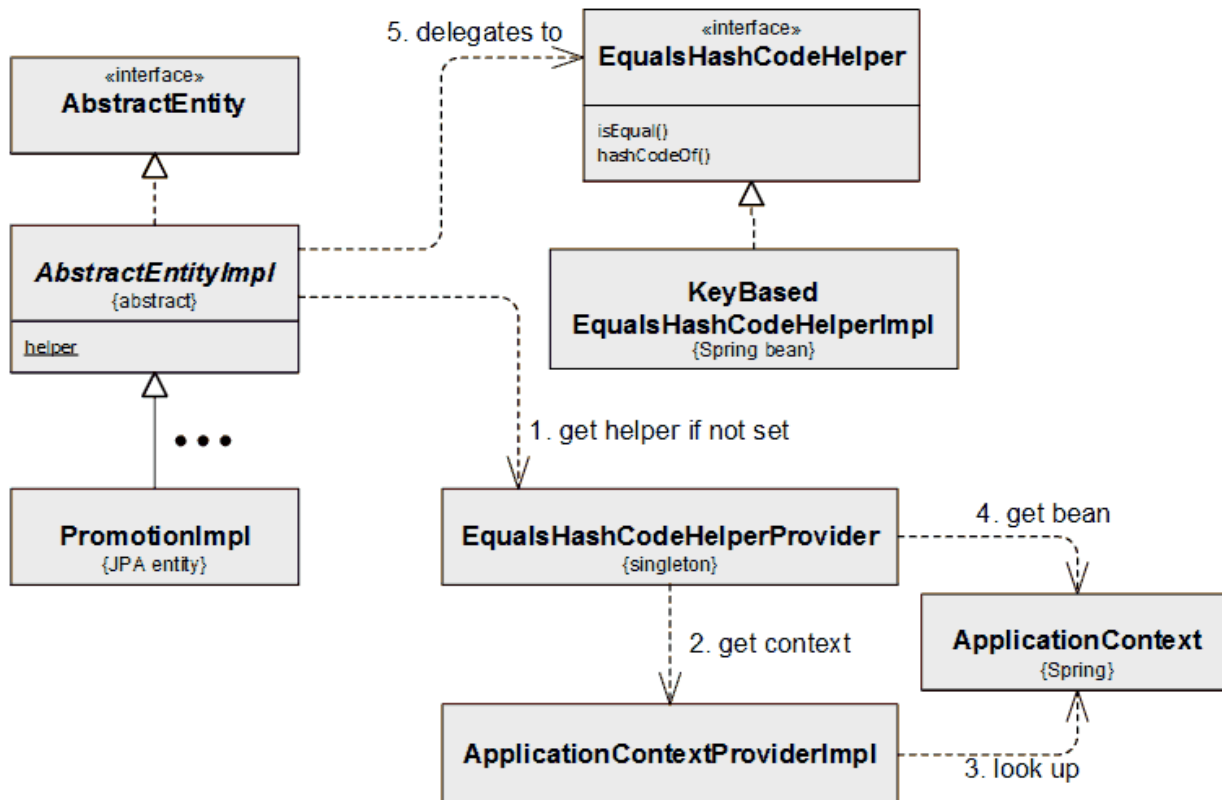 «interface»
AbstractEntity
5. delegates to
«interface»
EqualsHashCodeHelper
isEqual()
hashCodeOf()
AbstractEntityImpl
{abstract}
helper
KeyBased
EqualsHashCodeHelperImpl
{Spring bean}
1. get helper if not set
PromotionImpl
{JPA entity}
EqualsHashCodeHelperProvider
{singleton}
4. get bean
2. get context
ApplicationContext
{Spring}
ApplicationContextProviderImpl
3. look up